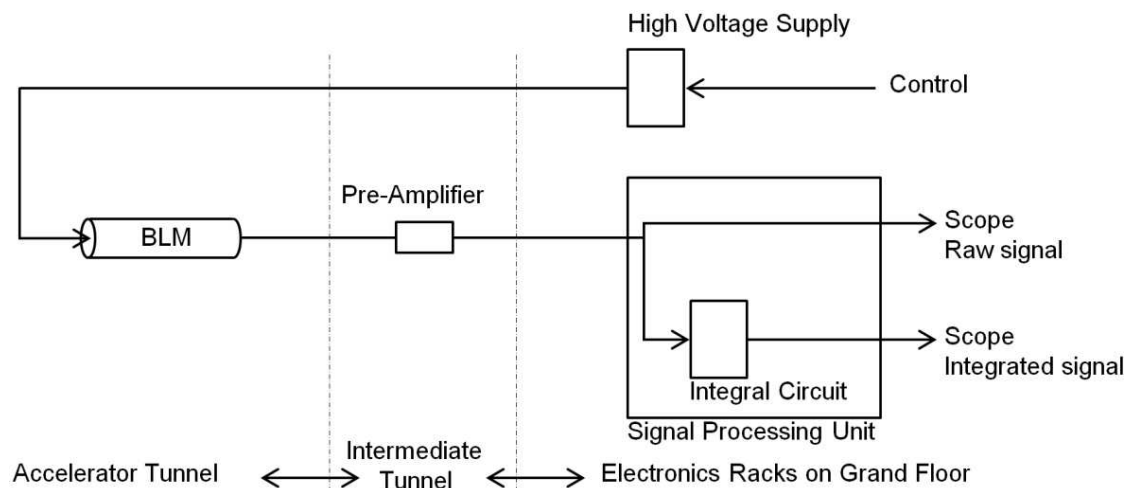 High Voltage Supply
Control
Pre-Amplifier
BLM
Scope
Raw signal
Scope
Integrated signal
Integral Circuit
Signal Processing Unit
Accelerator Tunnel
Intermediate
Tunnel
Electronics Racks on Grand Floor